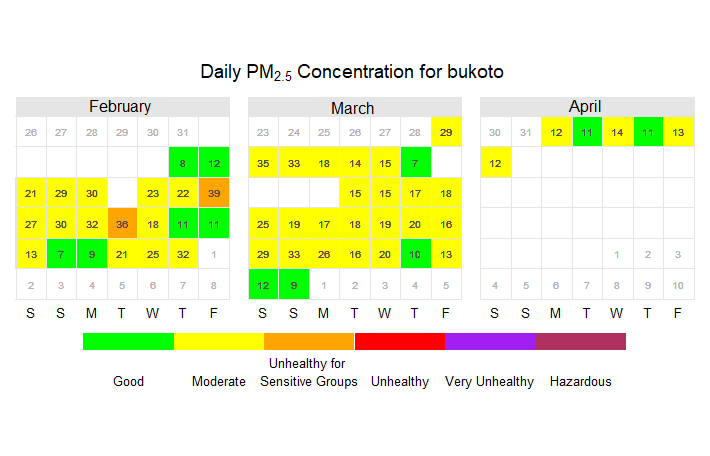 Daily PM2.5 Concentration for bukoto
February
26 27 28 29 30 31
8 12
21 29 30 23 22 39
27 30 32 36 18 11 11
13 7 9 21 25 32 1
2 3 4 5 6 7 8
S S M T W T F
March
23 24 25 26 27 28 29
35 33 18 14 15 7
15 15 17 18
25 19 17 18 19 20 16
29 33 26 16 20 10 13
12 9 1 2 3 4 5
S S M T W T F
April
30 31 12 11 14 11 13
12
1 2 3
4 5 6 7 8 9 10
S S M T W T F
Good
Moderate
Unhealthy for
Sensitive Groups
Unhealthy
Very Unhealthy
Hazardous